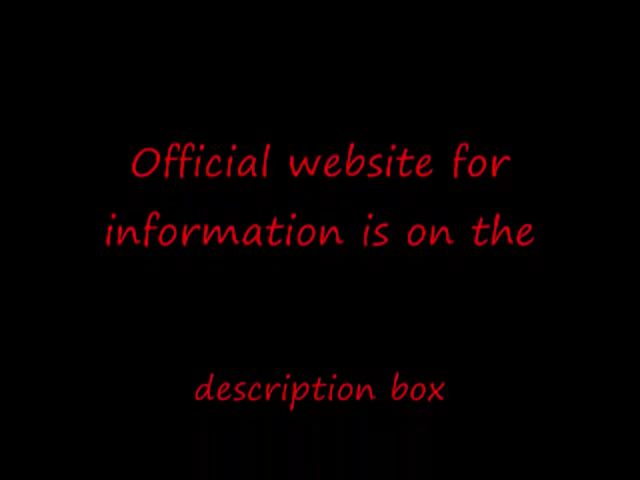 Official website for
information is on the
description box